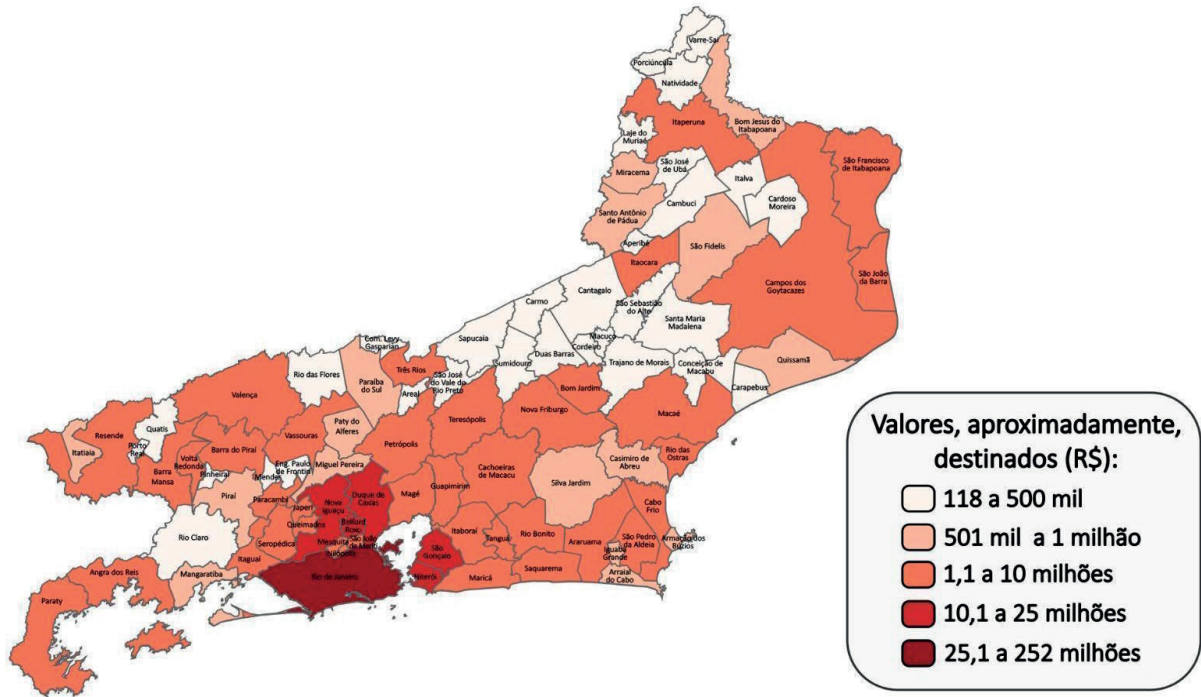 Varre-Sai
Porciúncula
Natividade
Itaperuna
Bom Jesus do
Itabapoana
Laje do
Muriaé
São Francisco
de Itabapoana
São José
de Ubá
Miracema
Italva
Cardoso
Moreira
Cambuci
Santo Antônio
de Pádua
Aperibé
São Fidelis
Itaocara
São João
da Barra
Campos dos
Goytacazes
Cantagalo
Carmo
São Sebastião
do Alto
Santa Maria
Madalena
Sapucaia
Macuco
Cordeiro
Com. Levy
Gasparian
Duas Barras
Sumidouro
Trajano de Morais
Conceição de
Macabu
Quissamã
Carapebus
Três Rios
São José
do Vale do
Rio Preto
Rio das Flores
Paraíba
do Sul
Areal
Bom Jardim
Valença
Nova Friburgo
Macaé
Teresópolis
Quatis
Resende
Paty do
Alferes
Vassouras
Petrópolis
Porto
Real
Itatiaia
Volta
Redonda
Barra do Piraí
Rio das
Ostras
Casimiro de
Abreu
Eng. Paulo
de Frontin
Miguel Pereira
Cachoeiras
de Macacu
Barra
Mansa
Pinheiral
Mendes
Silva Jardim
Piraí
Paracambi
Japeri
Nova
Iguaçu
Duque de
Caxias
Magé
Guapimirim
Cabo
Frio
Queimados
Belford
Roxo
Rio Claro
Seropédica
Mesquita
São João
de Meriti
Nilópolis
Itaboraí
Tanguá
Rio Bonito
Araruama
São Pedro
da Aldeia
Armação dos
Búzios
São
Gonçalo
Iguaba
Grande
Itaguaí
Mangaratiba
Angra dos Reis
Rio de Janeiro
Niterói
Maricá
Saquarema
Arraial
do Cabo
Paraty
Valores, aproximadamente,
destinados (R$):
118 a 500 mil
501 mil a 1 milhão
1,1 a 10 milhões
10,1 a 25 milhões
25,1 a 252 milhões